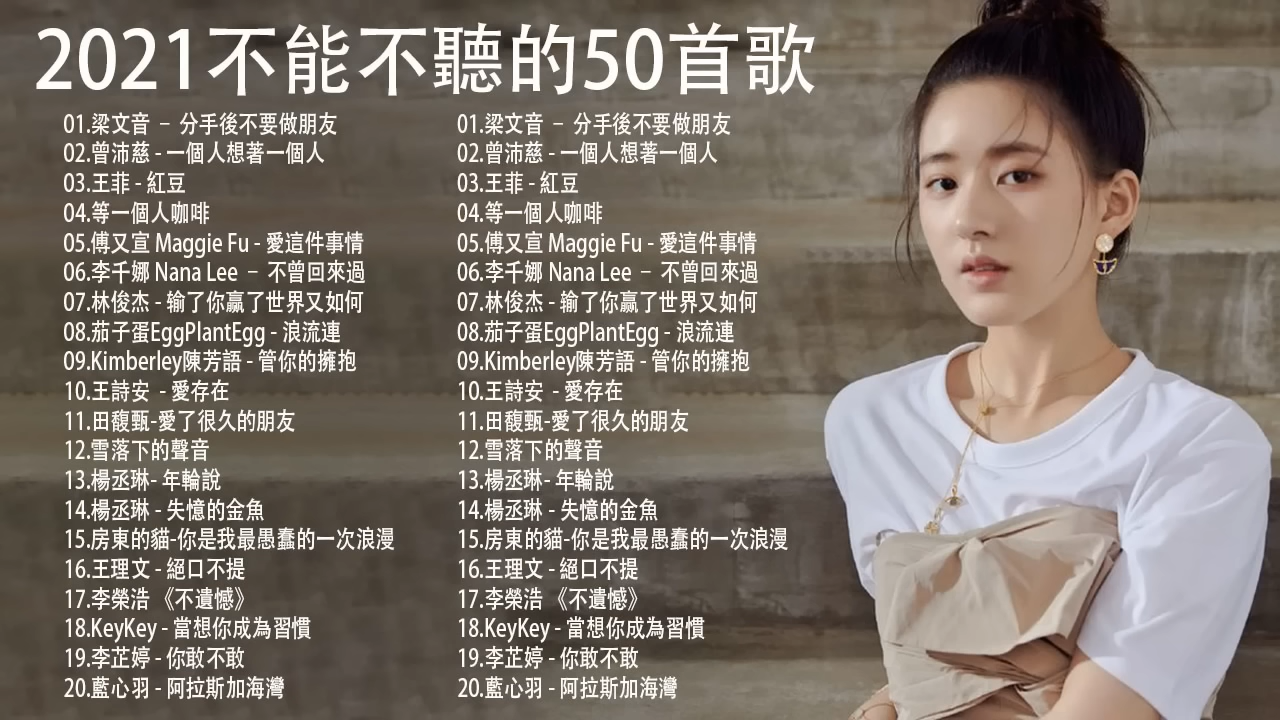 2021不能不聽的50首歌
01.梁文音 – 分手後不要做朋友
02.曾沛慈 - 一個人想著一個人
03.王菲 - 紅豆
04.等一個人咖啡
05.傅又宣 Maggie Fu - 愛這件事情
06.李千娜 Nana Lee – 不曾回來過
07.林俊杰 - 输了你赢了世界又如何
08.茄子蛋EggPlantEgg - 浪流連
09.Kimberley陳芳語 - 管你的擁抱
10.王詩安 - 愛存在
11.田馥甄-愛了很久的朋友
12.雪落下的聲音
13.楊丞琳- 年輪說
14.楊丞琳 - 失憶的金魚
15.房東的貓-你是我最愚蠢的一次浪漫
16.王理文 - 絕口不提
17.李榮浩 《不遺憾》
18.KeyKey - 當想你成為習慣
19.李芷婷 - 你敢不敢
20.藍心羽 - 阿拉斯加海灣
01.梁文音 – 分手後不要做朋友
02.曾沛慈 - 一個人想著一個人
03.王菲 - 紅豆
04.等一個人咖啡
05.傅又宣 Maggie Fu - 愛這件事情
06.李千娜 Nana Lee – 不曾回來過
07.林俊杰 - 输了你赢了世界又如何
08.茄子蛋EggPlantEgg - 浪流連
09.Kimberley陳芳語 - 管你的擁抱
10.王詩安 - 愛存在
11.田馥甄-愛了很久的朋友
12.雪落下的聲音
13.楊丞琳- 年輪說
14.楊丞琳 - 失憶的金魚
15.房東的貓-你是我最愚蠢的一次浪漫
16.王理文 - 絕口不提
17.李榮浩 《不遺憾》
18.KeyKey - 當想你成為習慣
19.李芷婷 - 你敢不敢
20.藍心羽 - 阿拉斯加海灣